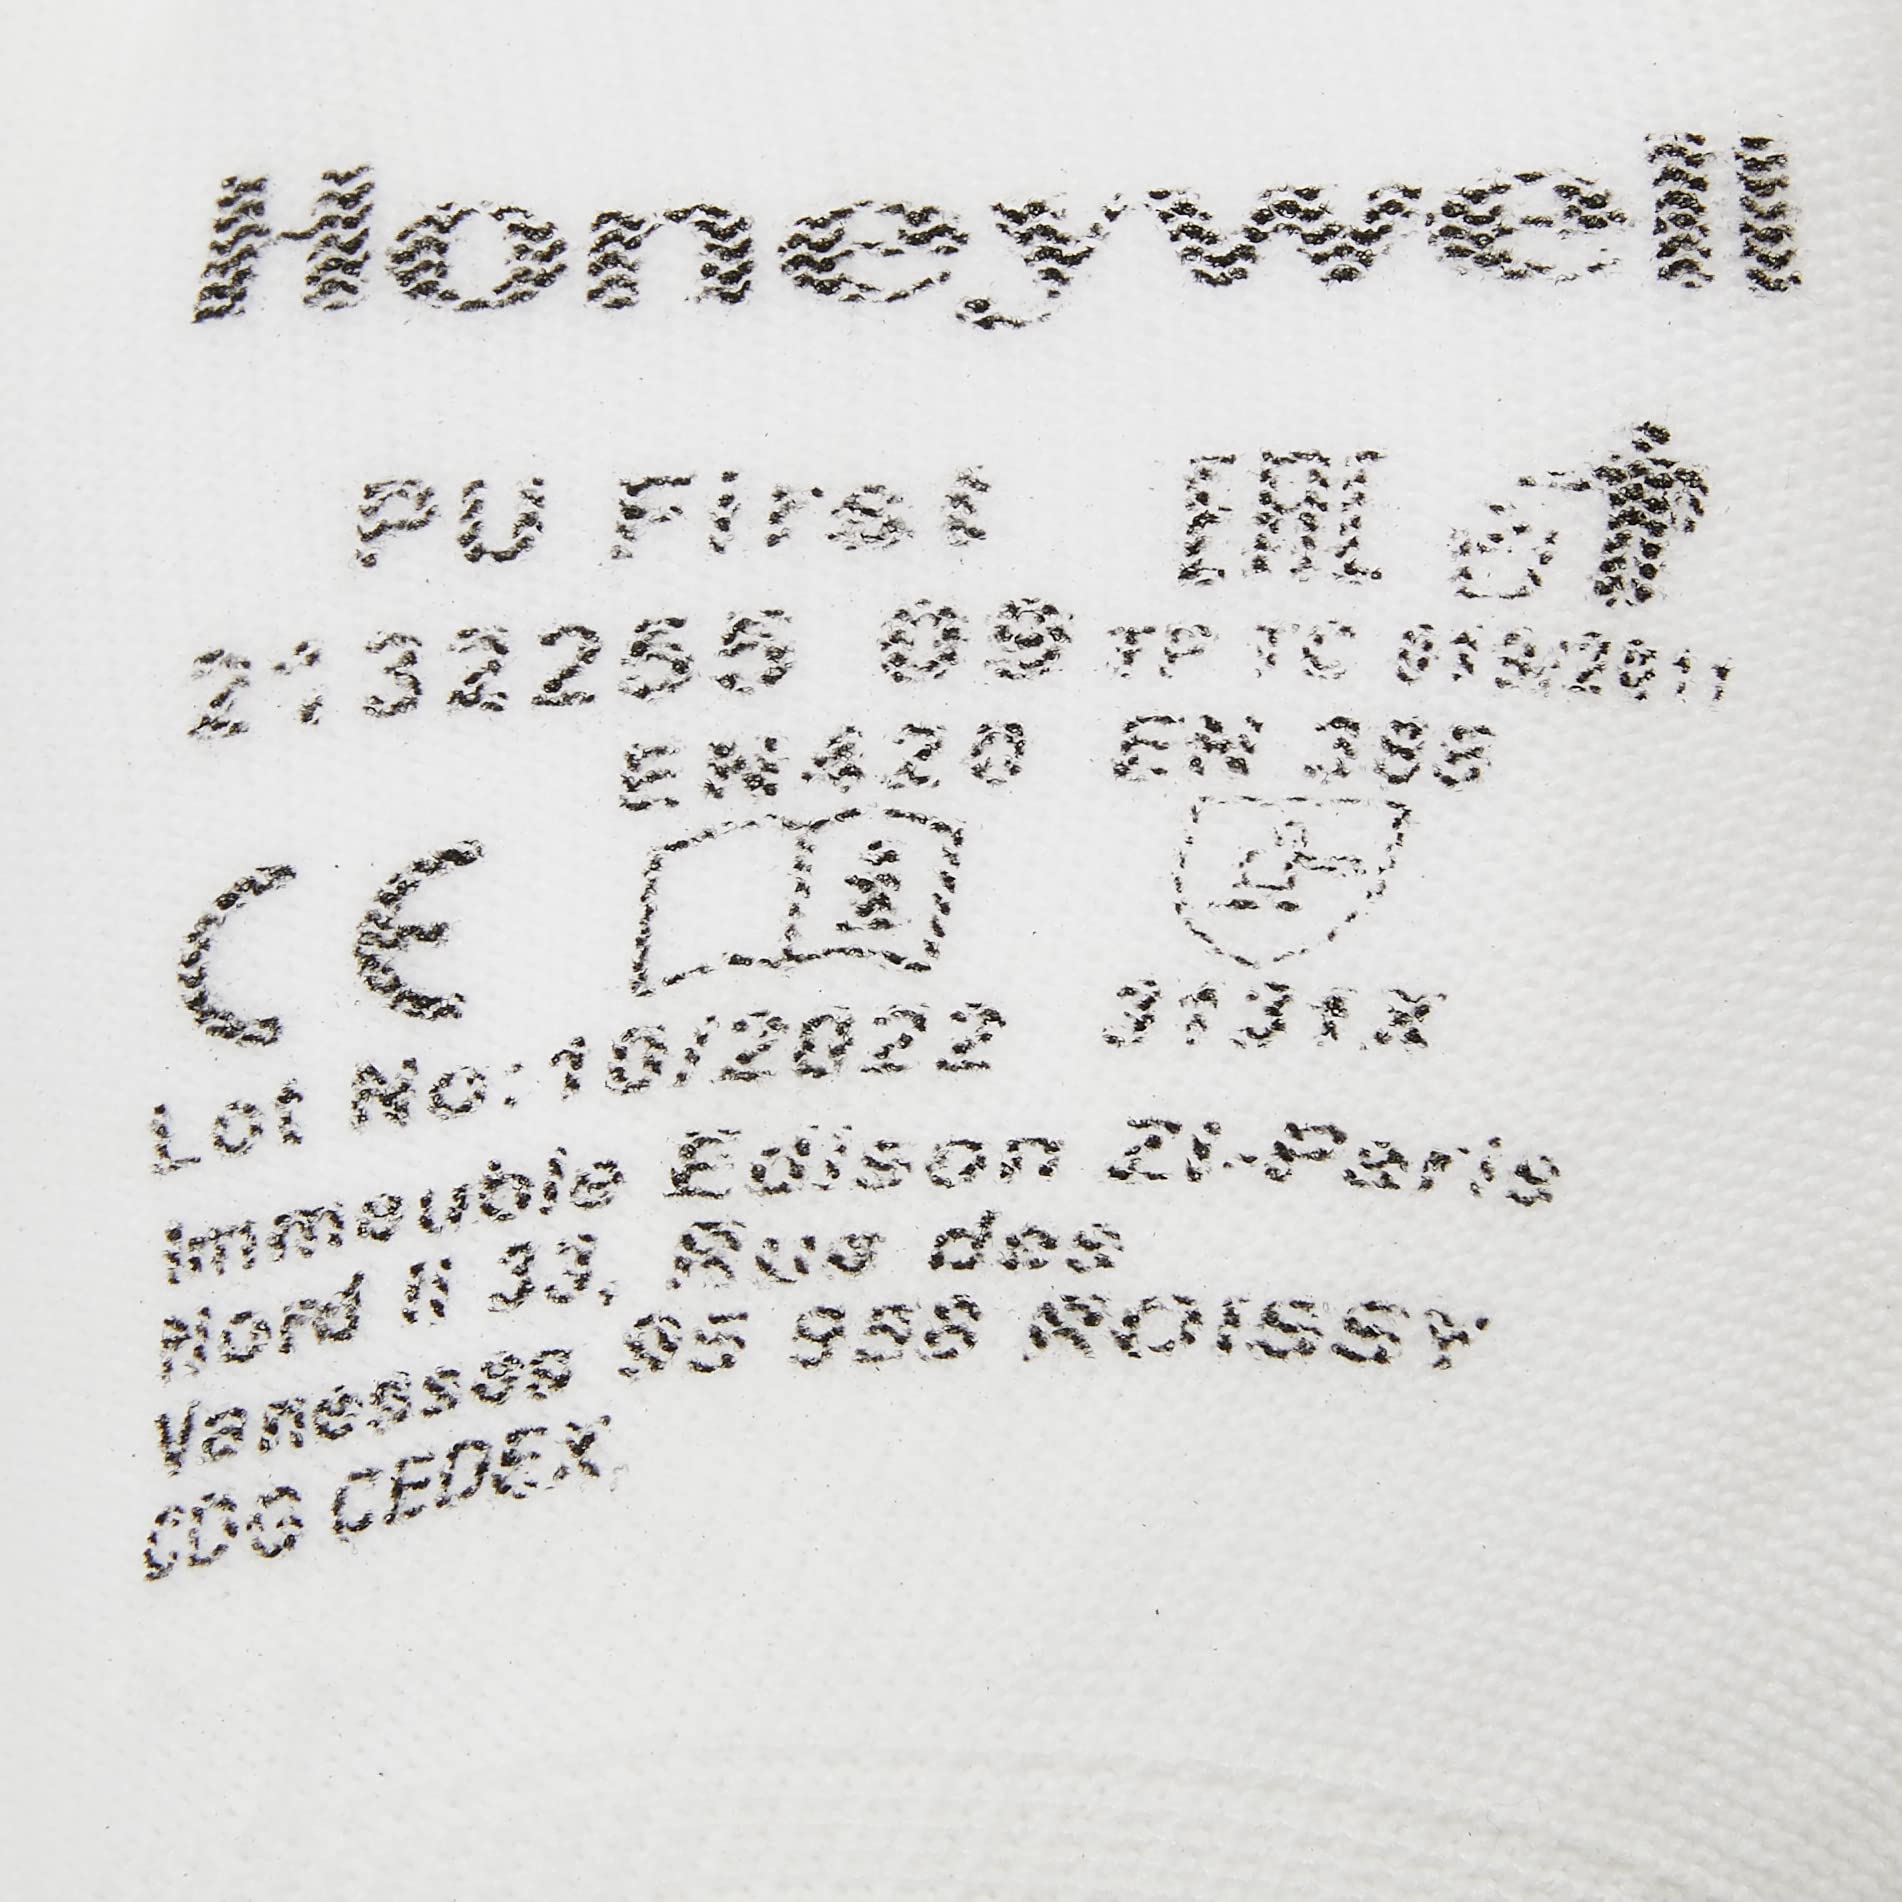 Honeywell
PU First EAC
2132255 09 TP TC 019/2011
EN420 EN 388
CE i
3131X
Lot No:10/2022
Immeuble Edison ZI-Paris
Nord II 33, Rue des
Vanesses 95 958 ROISSY
CDG CEDEX,